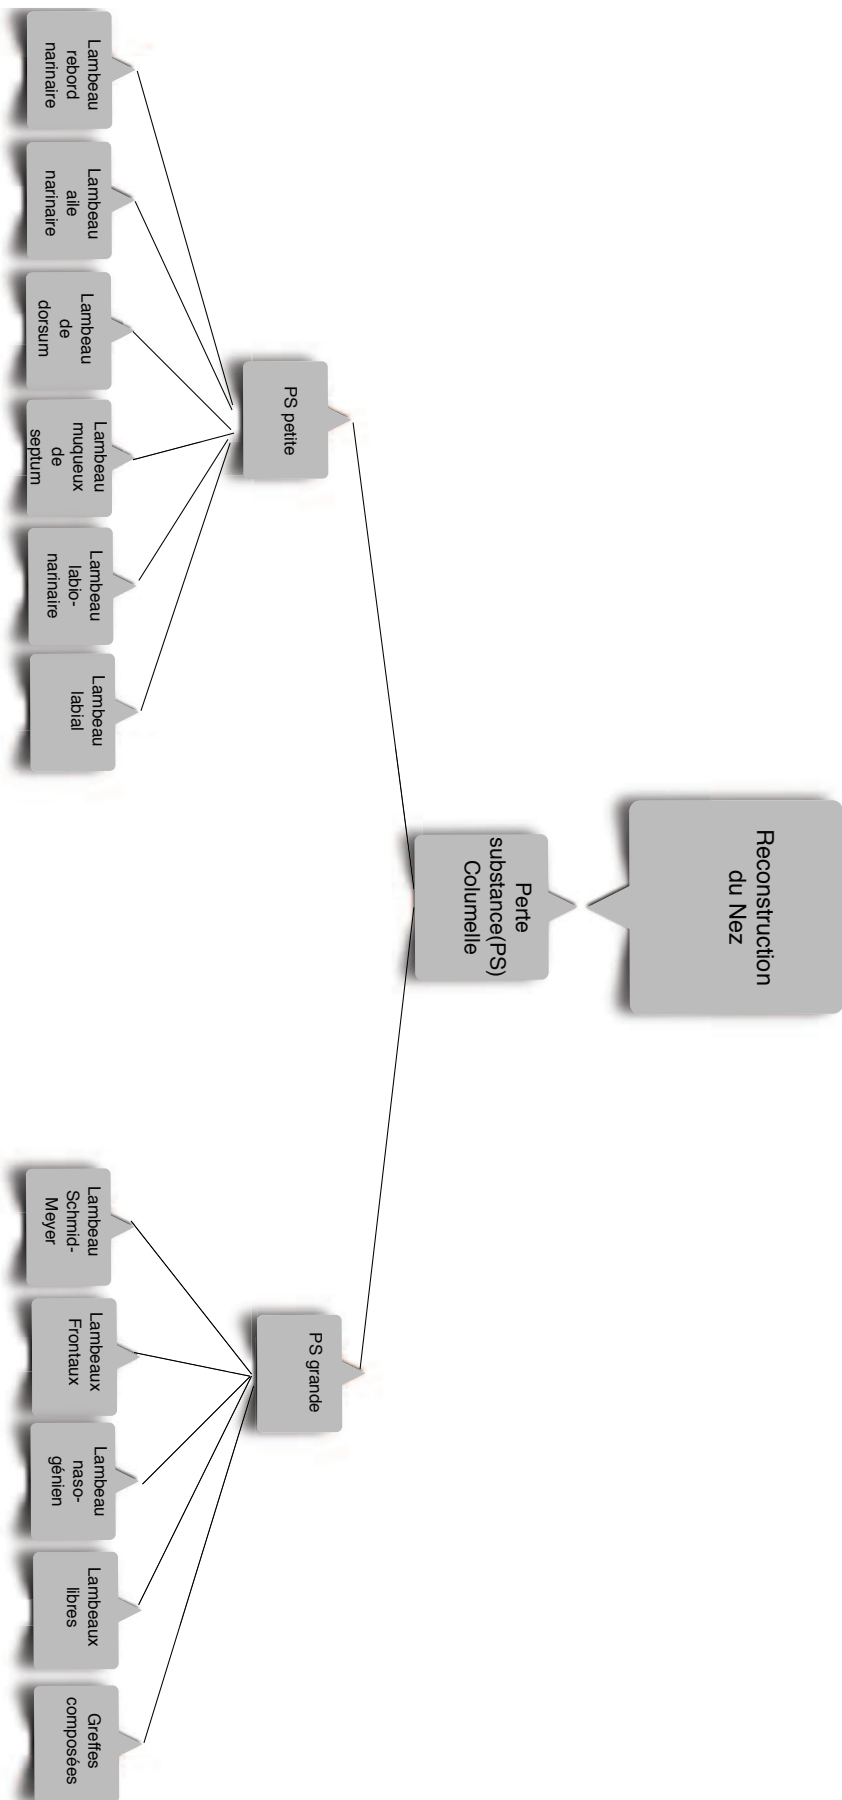 Reconstruction
du Nez
Perte
substance(PS)
Columelle
PS petite
PS grande
Lambeau
rebord
narinaire
Lambeau
aile
narinaire
Lambeau
de
dorsum
Lambeau
muqueux
de
septum
Lambeau
labio-
narinaire
Lambeau
labial
Lambeau
Schmid-
Meyer
Lambeaux
Frontaux
Lambeau
naso-
génien
Lambeaux
libres
Greffes
composées